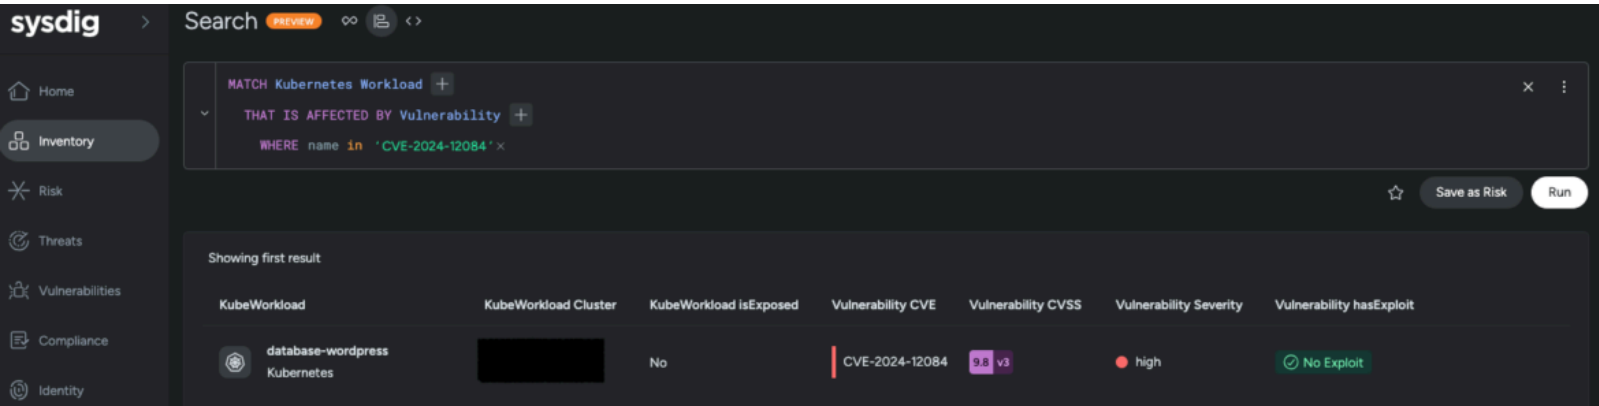 sysdig
Search PREVIEW
Home
Inventory
Risk
Threats
Vulnerabilities
Compliance
Identity
MATCH Kubernetes Workload +
THAT IS AFFECTED BY Vulnerability +
WHERE name in 'CVE-2024-12084' ×
Save as Risk Run
Showing first result
KubeWorkload KubeWorkload Cluster KubeWorkload isExposed Vulnerability CVE Vulnerability CVSS Vulnerability Severity Vulnerability hasExploit
database-wordpress
Kubernetes
No CVE-2024-12084 9.8 v3 high No Exploit